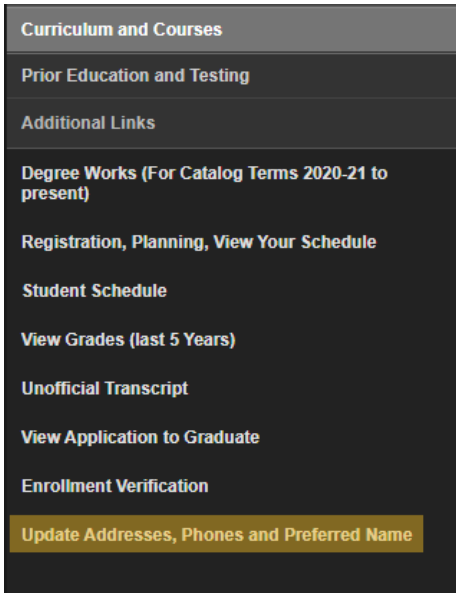 Curriculum and Courses
Prior Education and Testing
Additional Links
Degree Works (For Catalog Terms 2020-21 to
present)
Registration, Planning, View Your Schedule
Student Schedule
View Grades (last 5 Years)
Unofficial Transcript
View Application to Graduate
Enrollment Verification
Update Addresses, Phones and Preferred Name